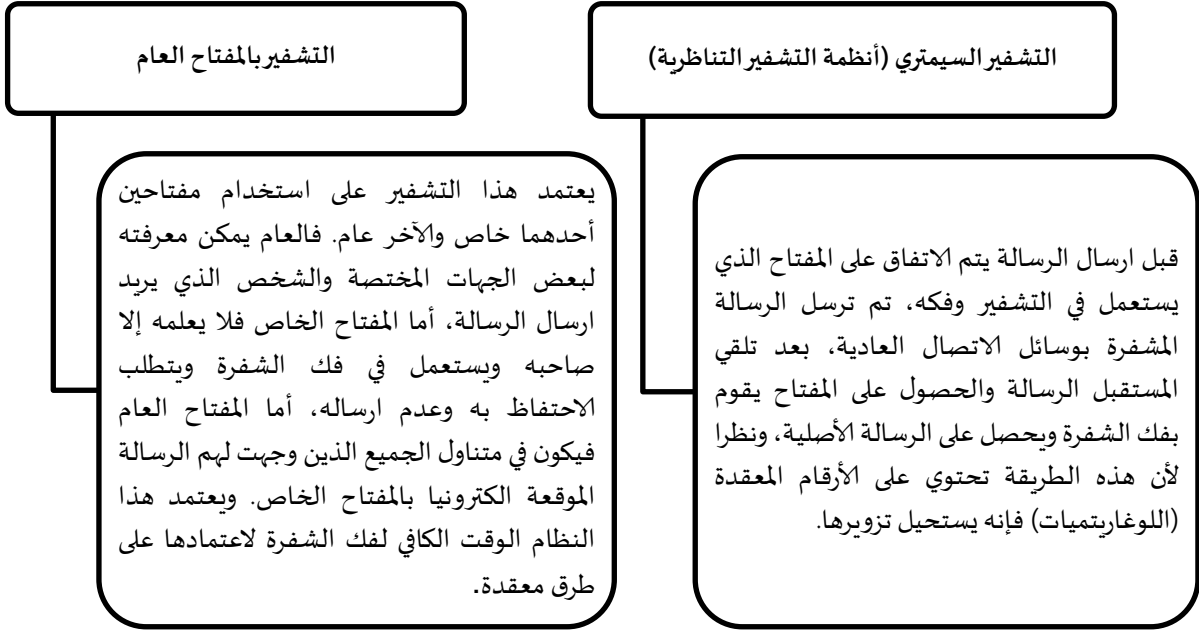 التشفير السيمتري (أنظمة التشفير التناظرية)
قبل ارسال الرسالة يتم الاتفاق على المفتاح الذي
يستعمل في التشفير وفكه، تم ترسل الرسالة
المشفرة بوسائل الاتصال العادية، بعد تلقي
المستقبل الرسالة والحصول على المفتاح يقوم
بفك الشفرة ويحصل على الرسالة الأصلية، ونظرا
لأن هذه الطريقة تحتوي على الأرقام المعقدة
(اللوغاريتميات) فإنه يستحيل تزويرها.
التشفير بالمفتاح العام
يعتمد هذا التشفير على استخدام مفتاحين
أحدهما خاص والآخر عام. فالعام يمكن معرفته
لبعض الجهات المختصة والشخص الذي يريد
ارسال الرسالة، أما المفتاح الخاص فلا يعلمه إلا
صاحبه ويستعمل في فك الشفرة ويتطلب
الاحتفاظ به وعدم ارساله، أما المفتاح العام
فيكون في متناول الجميع الذين وجهت لهم الرسالة
الموقعة الكترونيا بالمفتاح الخاص. ويعتمد هذا
النظام الوقت الكافي لفك الشفرة لاعتمادها على
طرق معقدة.